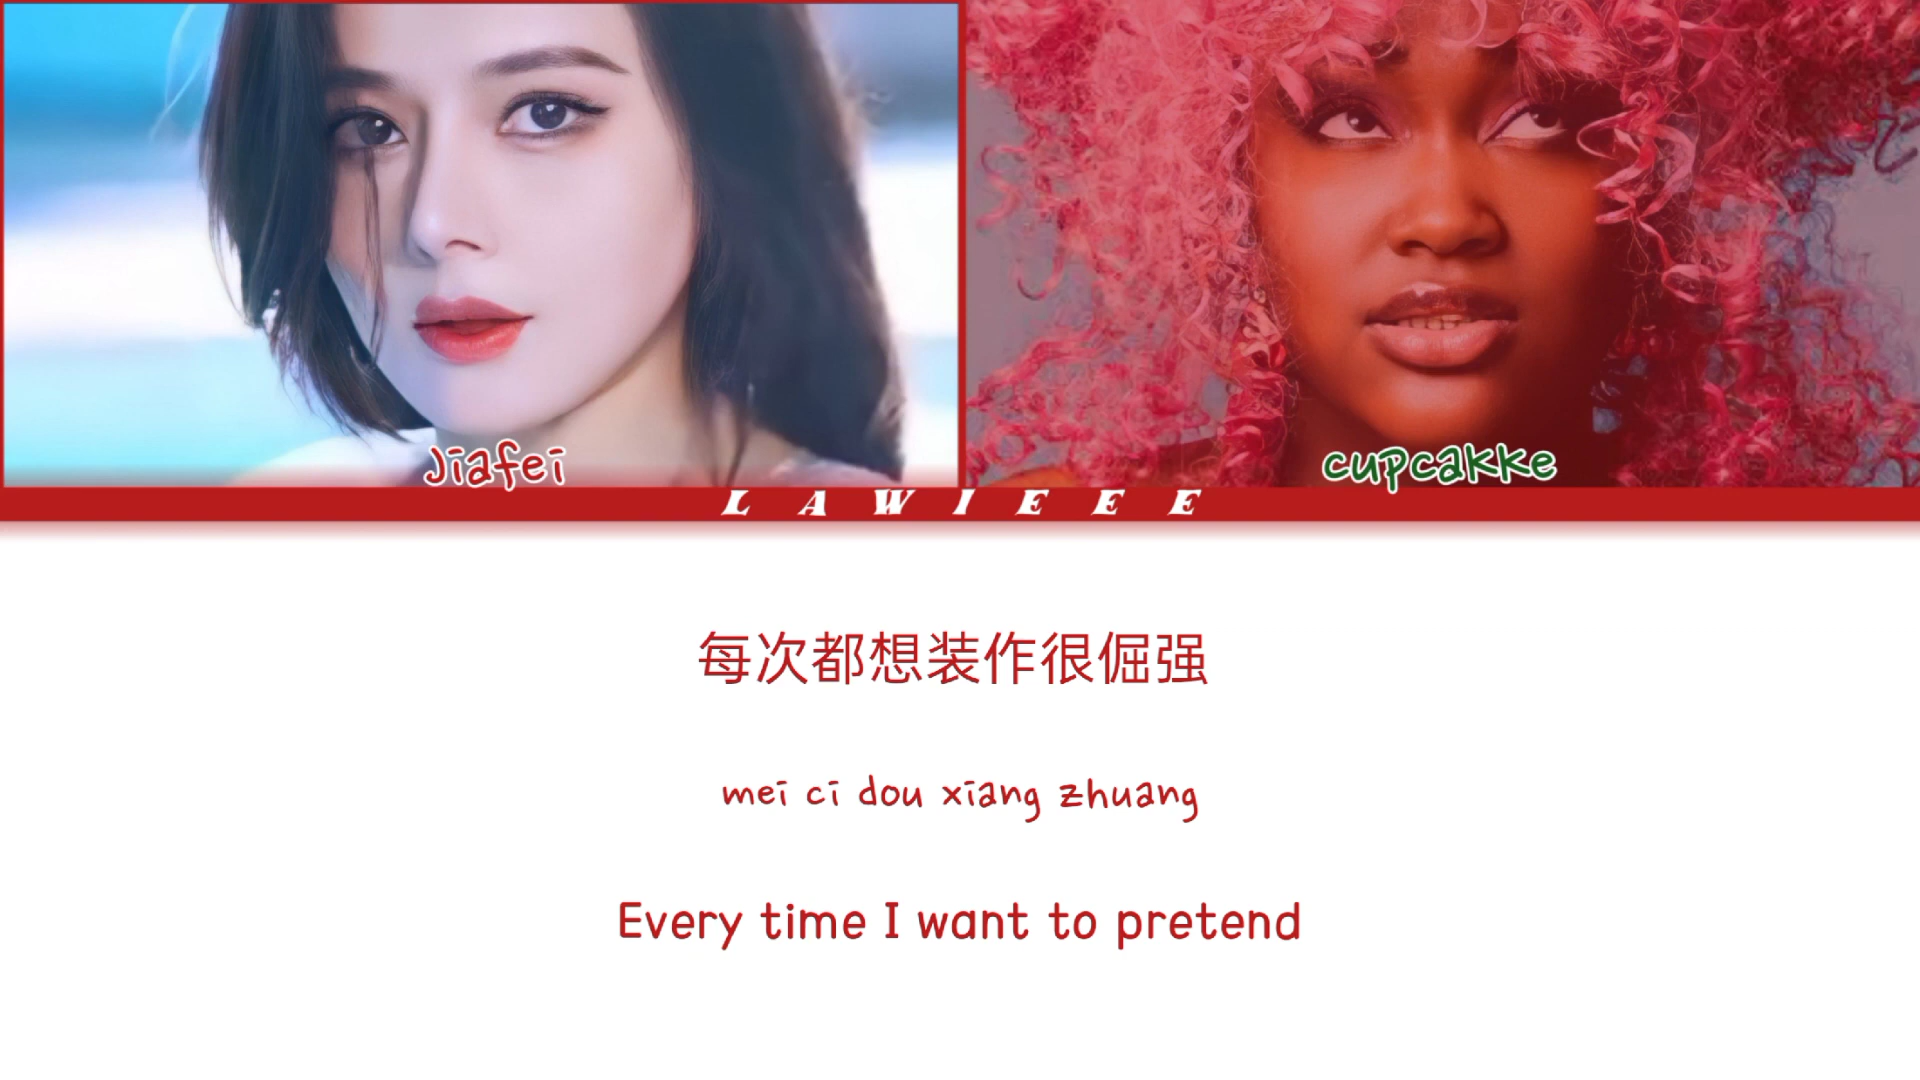 Jiafei
cupcakke
LAWIEEE
每次都想装作很倔强
mei ci dou xiang zhuang
Every time I want to pretend